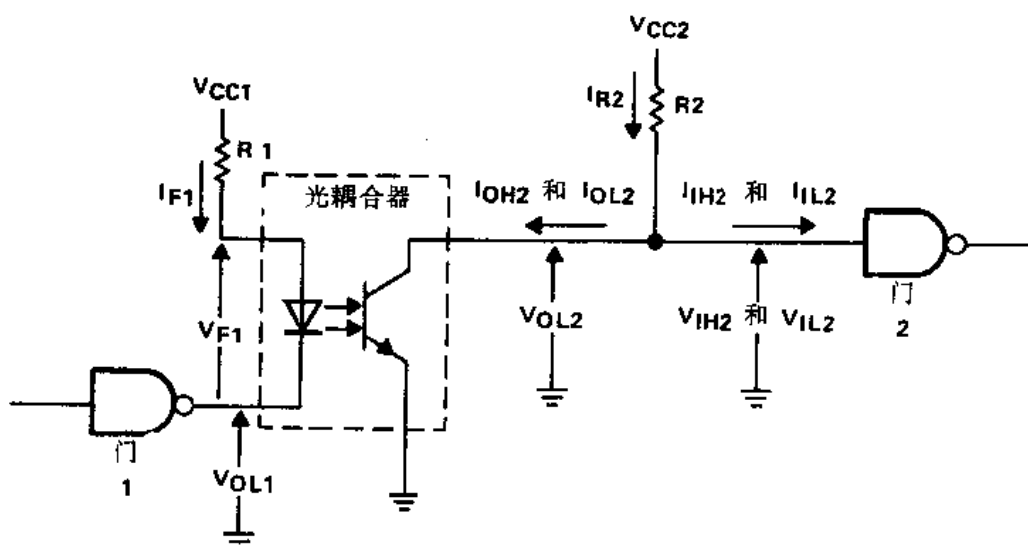 VCC2
IR2
R2
VCC1
R1
IF1
光耦合器
IOH2 和 IOL2
IIH2 和 IIL2
VF1
VOL2
VIH2 和 VIL2
门
2
门
1
VOL1